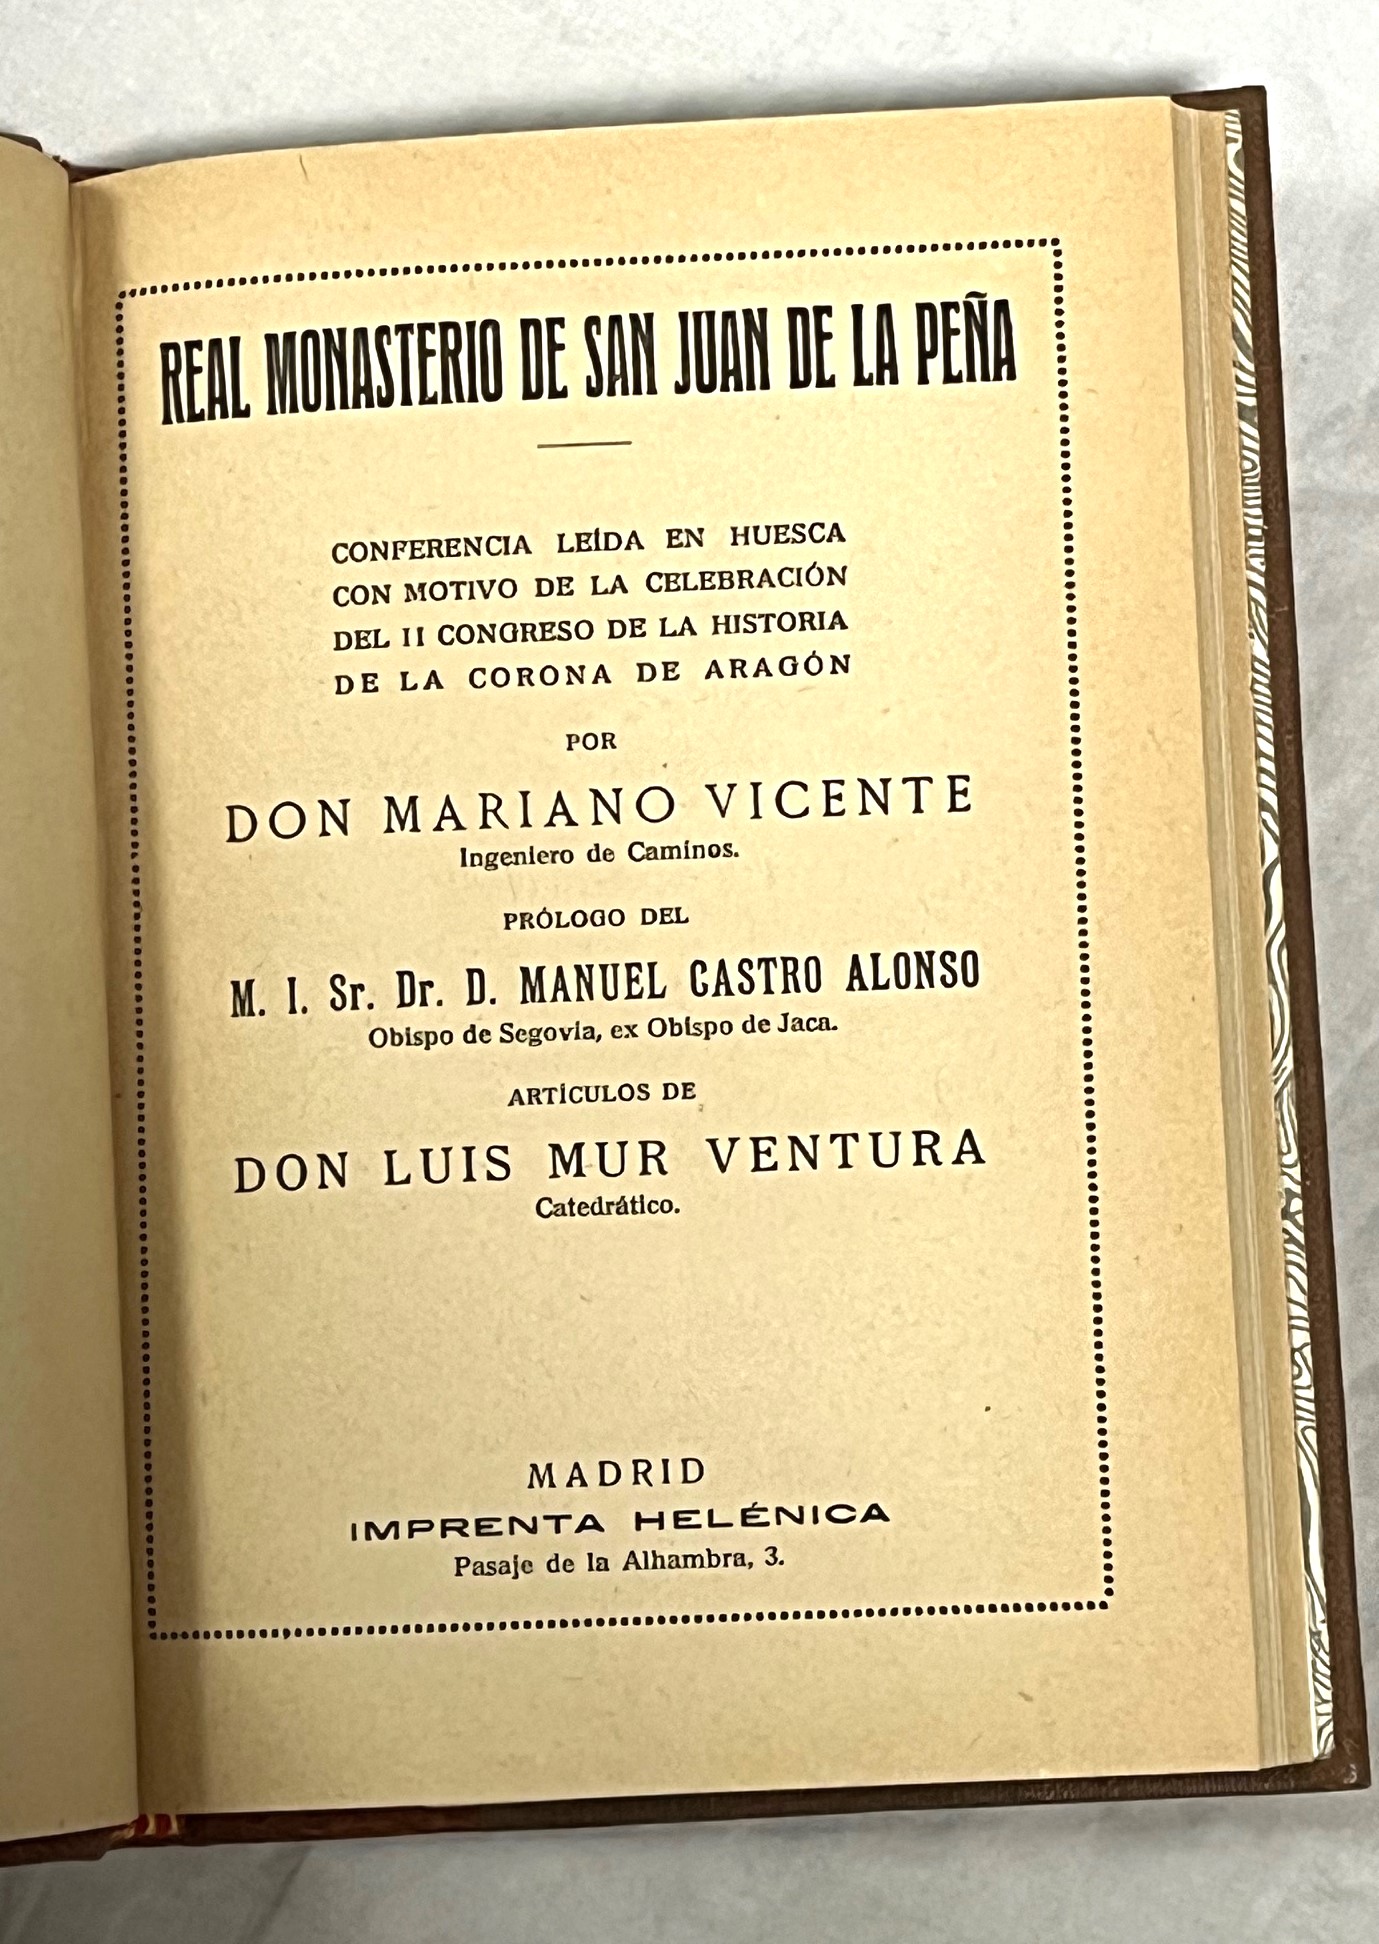 REAL MONASTERIO DE SAN JUAN DE LA PEÑA
CONFERENCIA LEÍDA EN HUESCA
CON MOTIVO DE LA CELEBRACIÓN
DEL II CONGRESO DE LA HISTORIA
DE LA CORONA DE ARAGÓN
POR
DON MARIANO VICENTE
Ingeniero de Caminos.
PRÓLOGO DEL
M. I. Sr. Dr. D. MANUEL CASTRO ALONSO
Obispo de Segovia, ex Obispo de Jaca.
ARTÍCULOS DE
DON LUIS MUR VENTURA
Catedrático.
MADRID
IMPRENTA HELÉNICA
Pasaje de la Alhambra, 3.